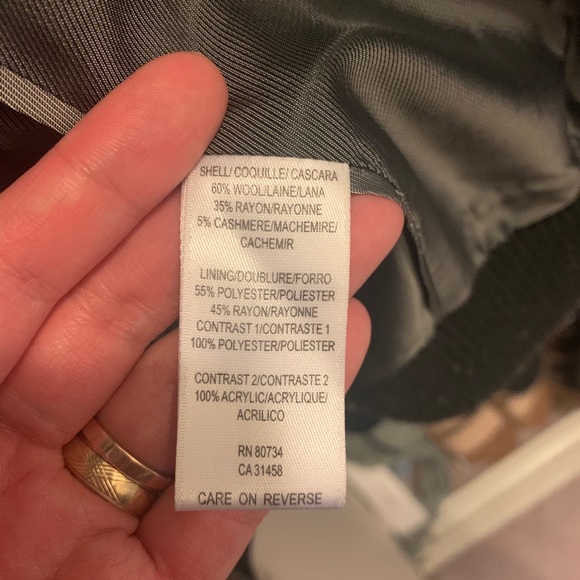 SHELL/ COQUILLE/ CASCARA
60% WOOL/LAINE/LANA
35% RAYON/RAYONNE
5% CASHMERE/MACHEMIRE/
CACHEMIR
LINING/DOUBLURE/FORRO
55% POLYESTER/POLIESTER
45% RAYON/RAYONNE
CONTRAST 1/CONTRASTE 1
100% POLYESTER/POLIESTER
CONTRAST 2/CONTRASTE 2
100% ACRYLIC/ACRYLIQUE/
ACRILICO
RN 80734
CA 31458
CARE ON REVERSE